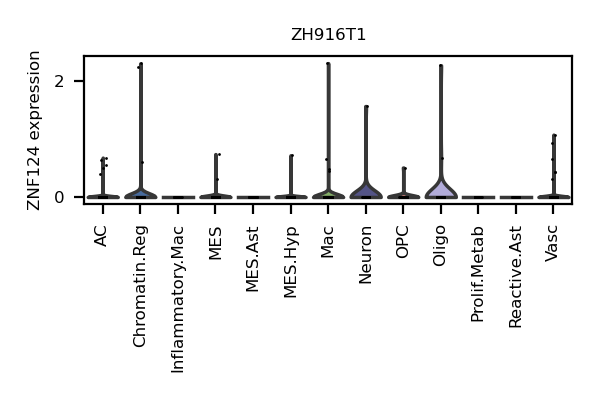 ZH916T1
ZNF124 expression
2
0
AC
Chromatin.Reg
Inflammatory.Mac
MES
MES.Ast
MES.Hyp
Mac
Neuron
OPC
Oligo
Prolif.Metab
Reactive.Ast
Vasc